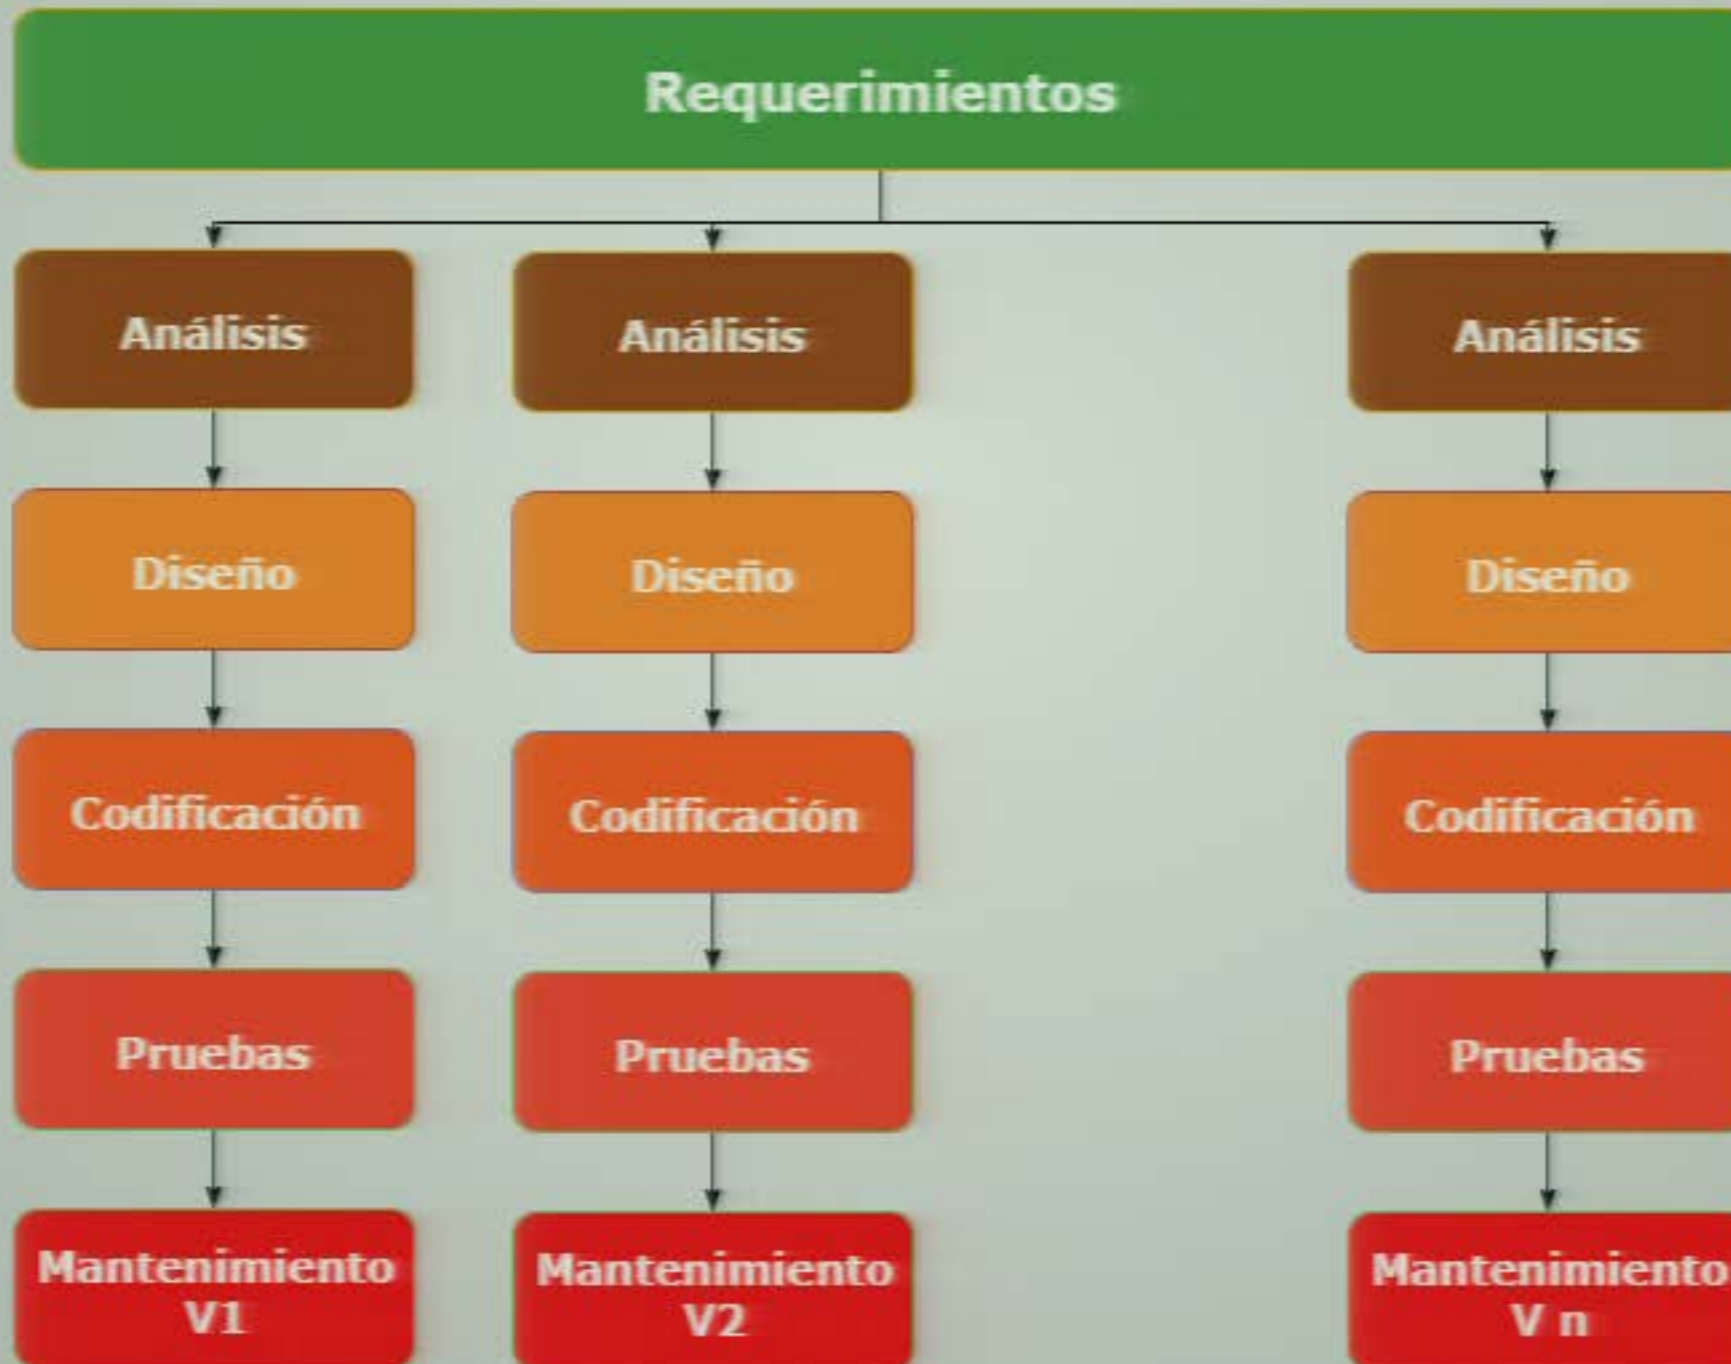 Requerimientos
Análisis
Análisis
Análisis
Diseño
Diseño
Diseño
Codificación
Codificación
Codificación
Pruebas
Pruebas
Pruebas
Mantenimiento
V1
Mantenimiento
V2
Mantenimiento
V n